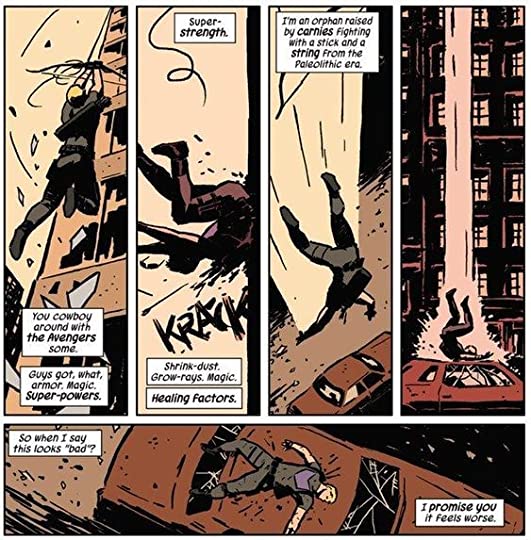 You cowboy
around with
the Avengers
some.
Guys got, what,
armor. Magic.
Super-powers.
Super-
strength.
KRACK
Shrink-dust.
Grow-rays. Magic.
Healing factors.
I'm an orphan raised
by carnies fighting
with a stick and a
string from the
Paleolithic era.
So when I say
this looks "bad"?
I promise you
it feels worse.